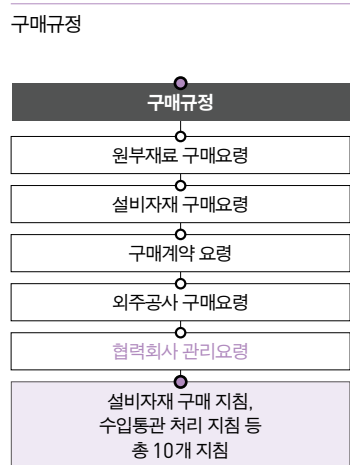 구매규정
구매규정
원부재료 구매요령
설비자재 구매요령
구매계약 요령
외주공사 구매요령
협력회사 관리요령
설비자재 구매 지침,
수입통관 처리 지침 등
총 10개 지침